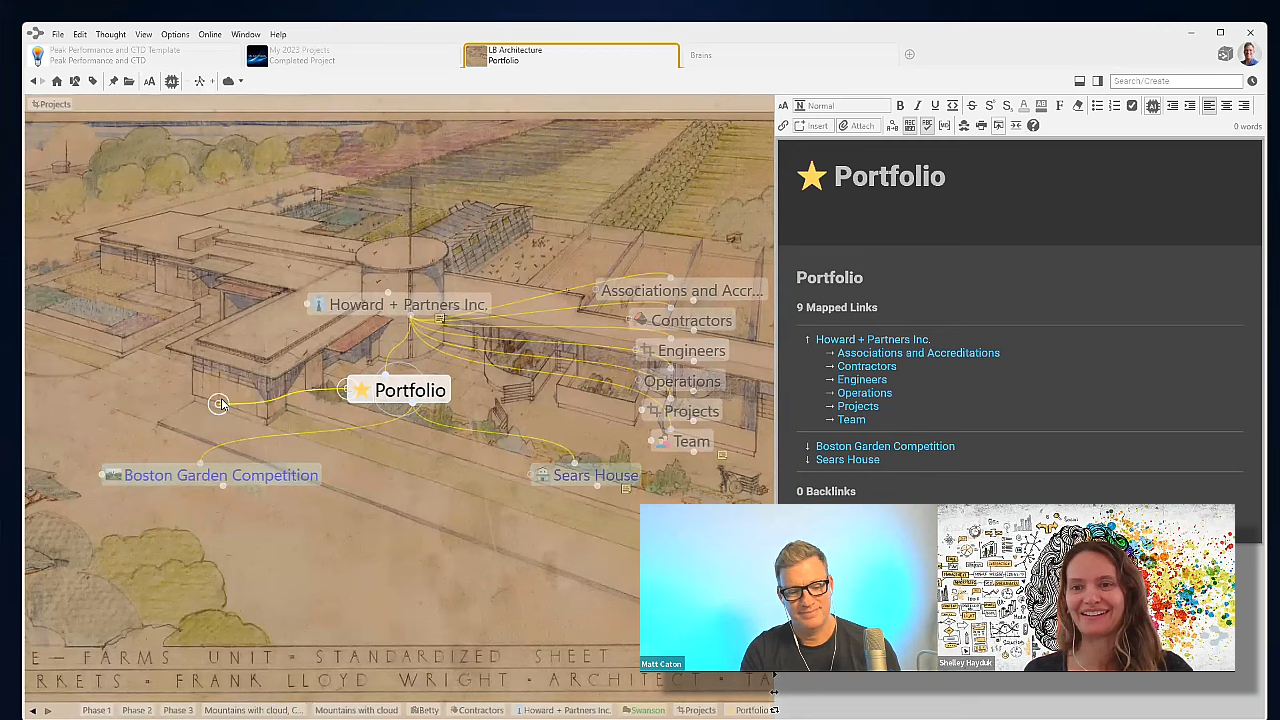 File Edit Thought View Options Online Window Help
Peak Performance and GTD Template
Peak Performance and GTD
My 2023 Projects
Completed Project
LB Architecture
Portfolio
Brains
Search/Create
Projects
Normal
Insert
Attach
0 words
Portfolio
Portfolio
9 Mapped Links
↑ Howard + Partners Inc.
→ Associations and Accreditations
→ Contractors
→ Engineers
→ Operations
→ Projects
→ Team
↓ Boston Garden Competition
↓ Sears House
0 Backlinks
Howard + Partners Inc.
Associations and Accr...
Contractors
Engineers
Operations
Projects
Team
Portfolio
Boston Garden Competition
Sears House
E — FARMS UNIT - STANDARDIZED SHEET
RKETS · FRANK LLOYD WRIGHT · ARCHITECT · TA
Matt Caton
Shelley Hayduk
Phase 1 Phase 2 Phase 3 Mountains with cloud, C... Mountains with cloud Betty Contractors Howard + Partners Inc. Swanson Projects Portfolio